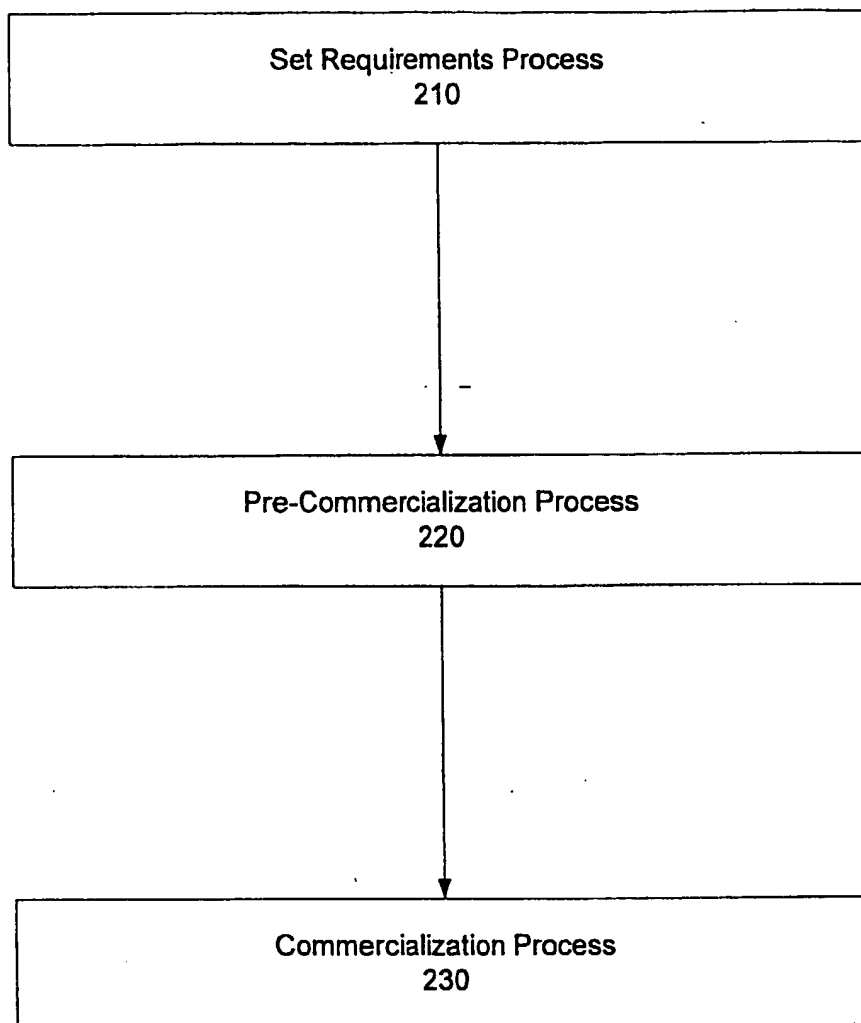 Set Requirements Process
210
Pre-Commercialization Process
220
Commercialization Process
230